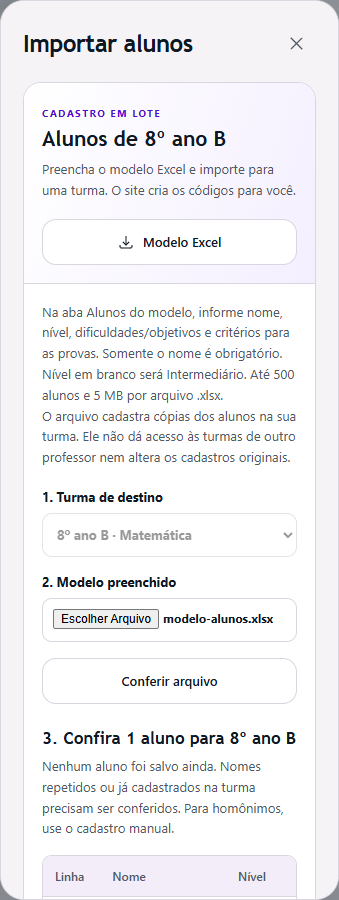 Importar alunos
CADASTRO EM LOTE
Alunos de 8º ano B
Preencha o modelo Excel e importe para
uma turma. O site cria os códigos para você.
Modelo Excel
Na aba Alunos do modelo, informe nome,
nível, dificuldades/objetivos e critérios para
as provas. Somente o nome é obrigatório.
Nível em branco será Intermediário. Até 500
alunos e 5 MB por arquivo .xlsx.
O arquivo cadastra cópias dos alunos na sua
turma. Ele não dá acesso às turmas de outro
professor nem altera os cadastros originais.
1. Turma de destino
8º ano B · Matemática
2. Modelo preenchido
Escolher Arquivo modelo-alunos.xlsx
Conferir arquivo
3. Confira 1 aluno para 8º ano B
Nenhum aluno foi salvo ainda. Nomes
repetidos ou já cadastrados na turma
precisam ser conferidos. Para homônimos,
use o cadastro manual.
Linha Nome Nível